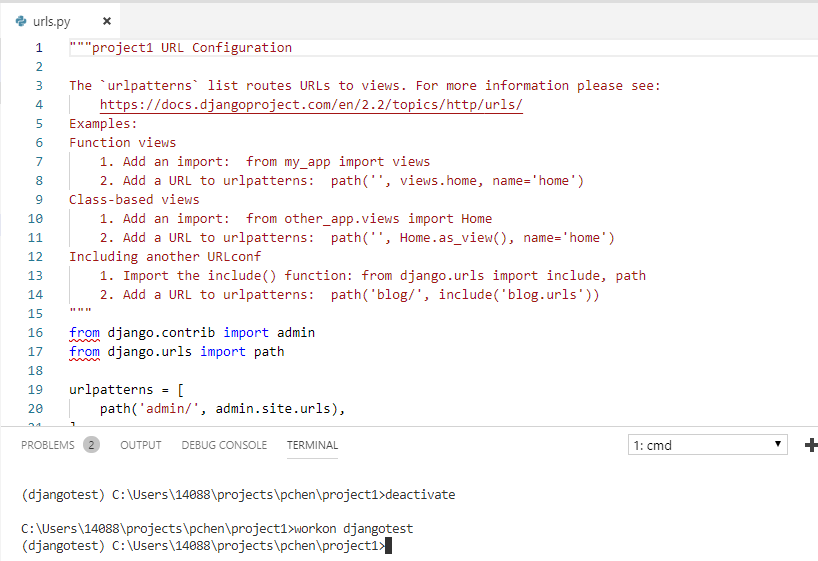 urls.py ×
1 """project1 URL Configuration
2
3 The `urlpatterns` list routes URLs to views. For more information please see:
4     https://docs.djangoproject.com/en/2.2/topics/http/urls/
5 Examples:
6 Function views
7     1. Add an import:  from my_app import views
8     2. Add a URL to urlpatterns:  path('', views.home, name='home')
9 Class-based views
10     1. Add an import:  from other_app.views import Home
11     2. Add a URL to urlpatterns:  path('', Home.as_view(), name='home')
12 Including another URLconf
13     1. Import the include() function: from django.urls import include, path
14     2. Add a URL to urlpatterns:  path('blog/', include('blog.urls'))
15 """
16 from django.contrib import admin
17 from django.urls import path
18
19 urlpatterns = [
20     path('admin/', admin.site.urls),
21 ]
PROBLEMS 2 OUTPUT DEBUG CONSOLE TERMINAL 1: cmd
(djangotest) C:\Users\14088\projects\pchen\project1>deactivate
C:\Users\14088\projects\pchen\project1>workon djangotest
(djangotest) C:\Users\14088\projects\pchen\project1>